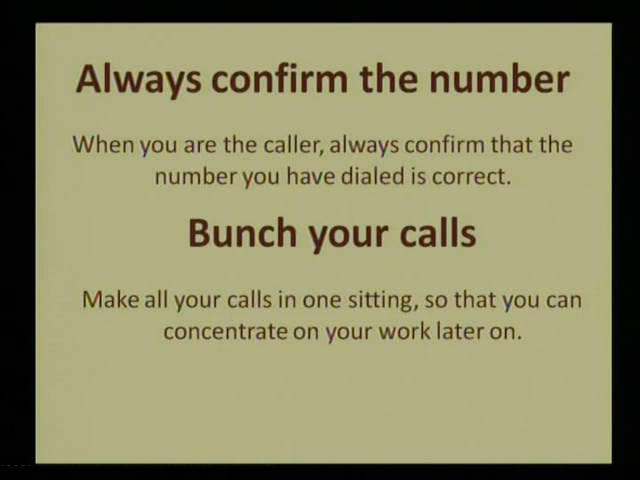 Always confirm the number
When you are the caller, always confirm that the
number you have dialed is correct.
Bunch your calls
Make all your calls in one sitting, so that you can
concentrate on your work later on.